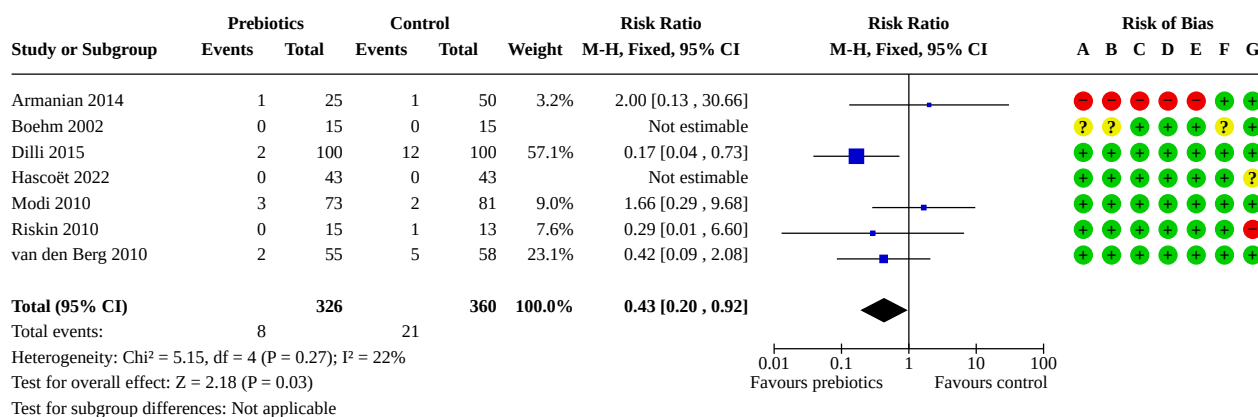 Prebiotics Control Risk Ratio Risk Ratio Risk of Bias
Study or Subgroup Events Total Events Total Weight M-H, Fixed, 95% CI M-H, Fixed, 95% CI A B C D E F G
Armanian 2014 1 25 1 50 3.2% 2.00 [0.13 , 30.66] − − − − − + +
Boehm 2002 0 15 0 15 Not estimable ? ? + + + ? +
Dilli 2015 2 100 12 100 57.1% 0.17 [0.04 , 0.73] + + + + + + +
Hascoët 2022 0 43 0 43 Not estimable + + + + + + ?
Modi 2010 3 73 2 81 9.0% 1.66 [0.29 , 9.68] + + + + + + +
Riskin 2010 0 15 1 13 7.6% 0.29 [0.01 , 6.60] + + + + + + −
van den Berg 2010 2 55 5 58 23.1% 0.42 [0.09 , 2.08] + + + + + + +
Total (95% CI) 326 360 100.0% 0.43 [0.20 , 0.92]
Total events: 8 21
Heterogeneity: Chi² = 5.15, df = 4 (P = 0.27); I² = 22%
0.01 0.1 1 10 100
Test for overall effect: Z = 2.18 (P = 0.03)
Favours prebiotics Favours control
Test for subgroup differences: Not applicable